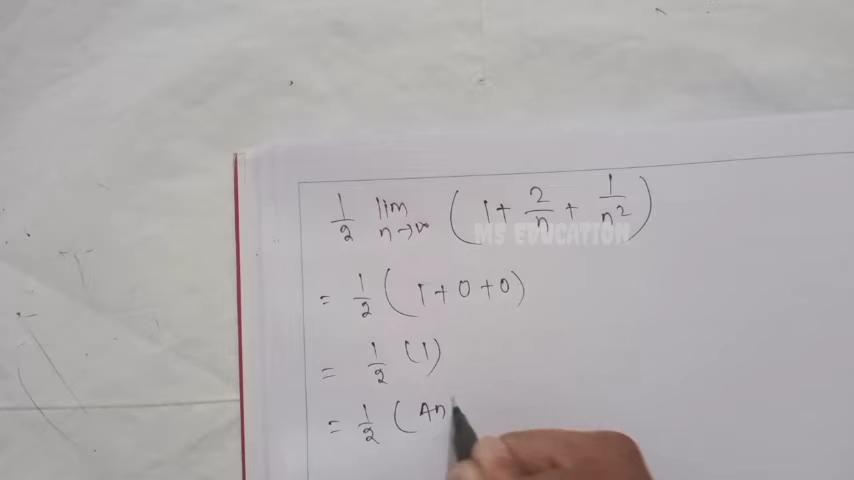 1/2 lim n→∞ (1 + 2/n + 1/n²)
MS EDUCATION
= 1/2 (1 + 0 + 0)
= 1/2 (1)
= 1/2 (An